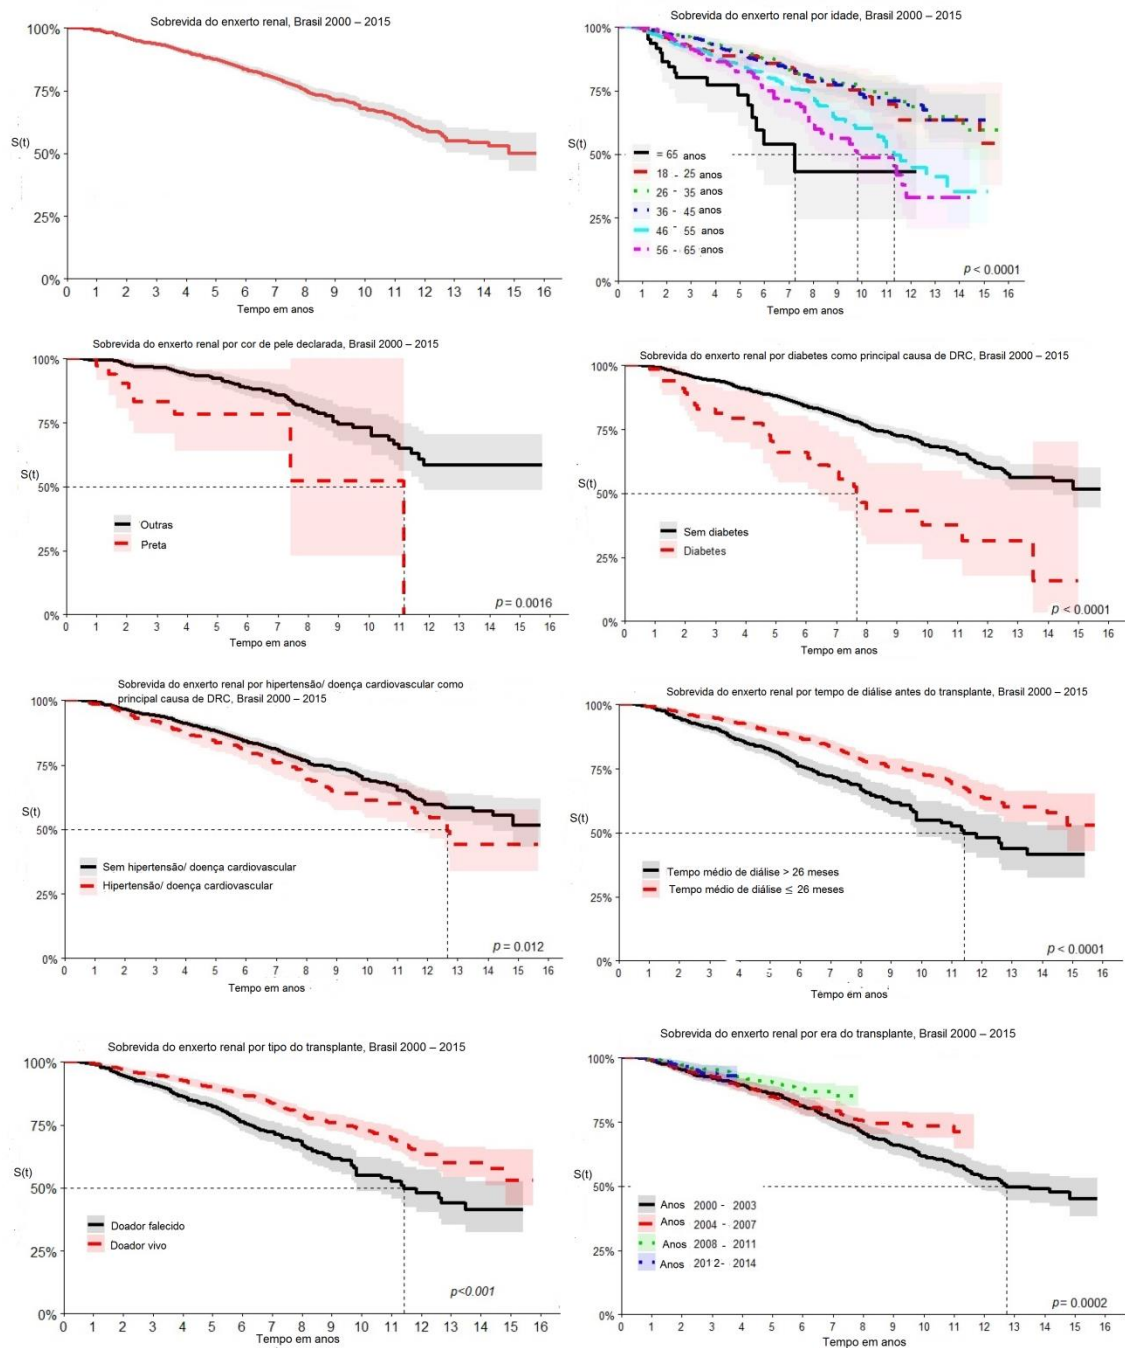 Sobrevida do enxerto renal, Brasil 2000 – 2015
100%
75%
S(t)
50%
25%
0%
0 1 2 3 4 5 6 7 8 9 10 11 12 13 14 15 16
Tempo em anos
Sobrevida do enxerto renal por idade, Brasil 2000 – 2015
100%
75%
S(t)
50%
25%
0%
= 65 anos
18 - 25 anos
26 - 35 anos
36 - 45 anos
46 - 55 anos
56 - 65 anos
p < 0.0001
0 1 2 3 4 5 6 7 8 9 10 11 12 13 14 15 16
Tempo em anos
Sobrevida do enxerto renal por cor de pele declarada, Brasil 2000 – 2015
100%
75%
S(t)
50%
25%
0%
Outras
Preta
p = 0.0016
0 1 2 3 4 5 6 7 8 9 10 11 12 13 14 15 16
Tempo em anos
Sobrevida do enxerto renal por diabetes como principal causa de DRC, Brasil 2000 – 2015
100%
75%
S(t)
50%
25%
0%
Sem diabetes
Diabetes
p < 0.0001
0 1 2 3 4 5 6 7 8 9 10 11 12 13 14 15 16
Tempo em anos
Sobrevida do enxerto renal por hipertensão/ doença cardiovascular como
principal causa de DRC, Brasil 2000 – 2015
100%
75%
S(t)
50%
25%
0%
Sem hipertensão/ doença cardiovascular
Hipertensão/ doença cardiovascular
p = 0.012
0 1 2 3 4 5 6 7 8 9 10 11 12 13 14 15 16
Tempo em anos
Sobrevida do enxerto renal por tempo de diálise antes do transplante, Brasil 2000 – 2015
100%
75%
S(t)
50%
25%
0%
Tempo médio de diálise > 26 meses
Tempo médio de diálise ≤ 26 meses
p < 0.0001
0 1 2 3 4 5 6 7 8 9 10 11 12 13 14 15 16
Tempo em anos
Sobrevida do enxerto renal por tipo do transplante, Brasil 2000 – 2015
100%
75%
S(t)
50%
25%
0%
Doador falecido
Doador vivo
p<0.001
0 1 2 3 4 5 6 7 8 9 10 11 12 13 14 15 16
Tempo em anos
Sobrevida do enxerto renal por era do transplante, Brasil 2000 – 2015
100%
75%
S(t)
50%
25%
0%
Anos 2000 - 2003
Anos 2004 - 2007
Anos 2008 - 2011
Anos 2012- 2014
p= 0.0002
0 1 2 3 4 5 6 7 8 9 10 11 12 13 14 15 16
Tempo em anos